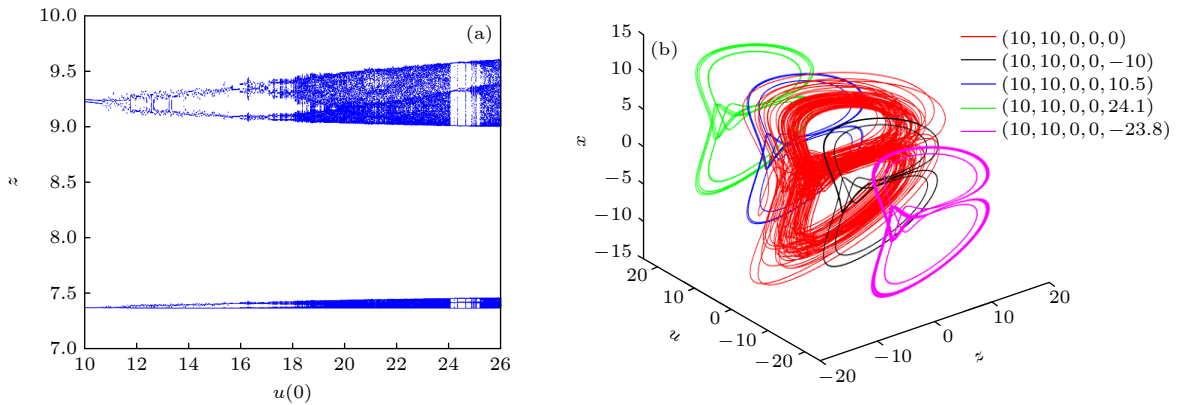 (a)
10.0
9.5
9.0
8.5
8.0
7.5
7.0
z
10 12 14 16 18 20 22 24 26
u(0)
(b)
15
10
5
0
−5
−10
−15
x
20
10
0
−10
−20
u
−20
−10
0
10
20
z
(10, 10, 0, 0, 0)
(10, 10, 0, 0, −10)
(10, 10, 0, 0, 10.5)
(10, 10, 0, 0, 24.1)
(10, 10, 0, 0, −23.8)